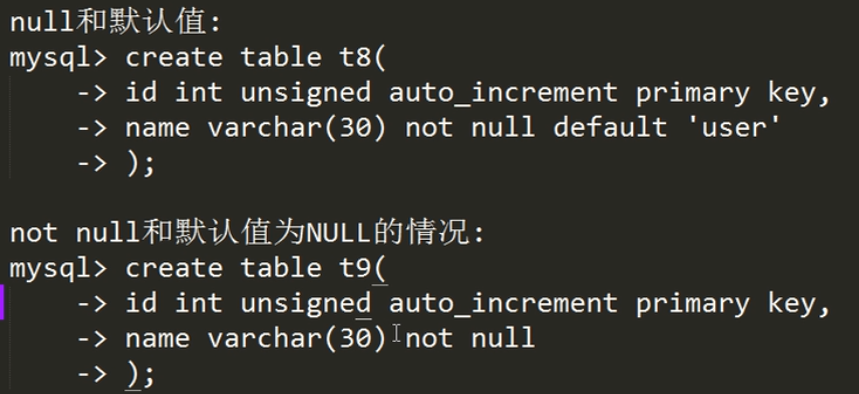 null和默认值:
mysql> create table t8(
-> id int unsigned auto_increment primary key,
-> name varchar(30) not null default 'user'
-> );
not null和默认值为NULL的情况:
mysql> create table t9(
-> id int unsigned auto_increment primary key,
-> name varchar(30) not null
-> );